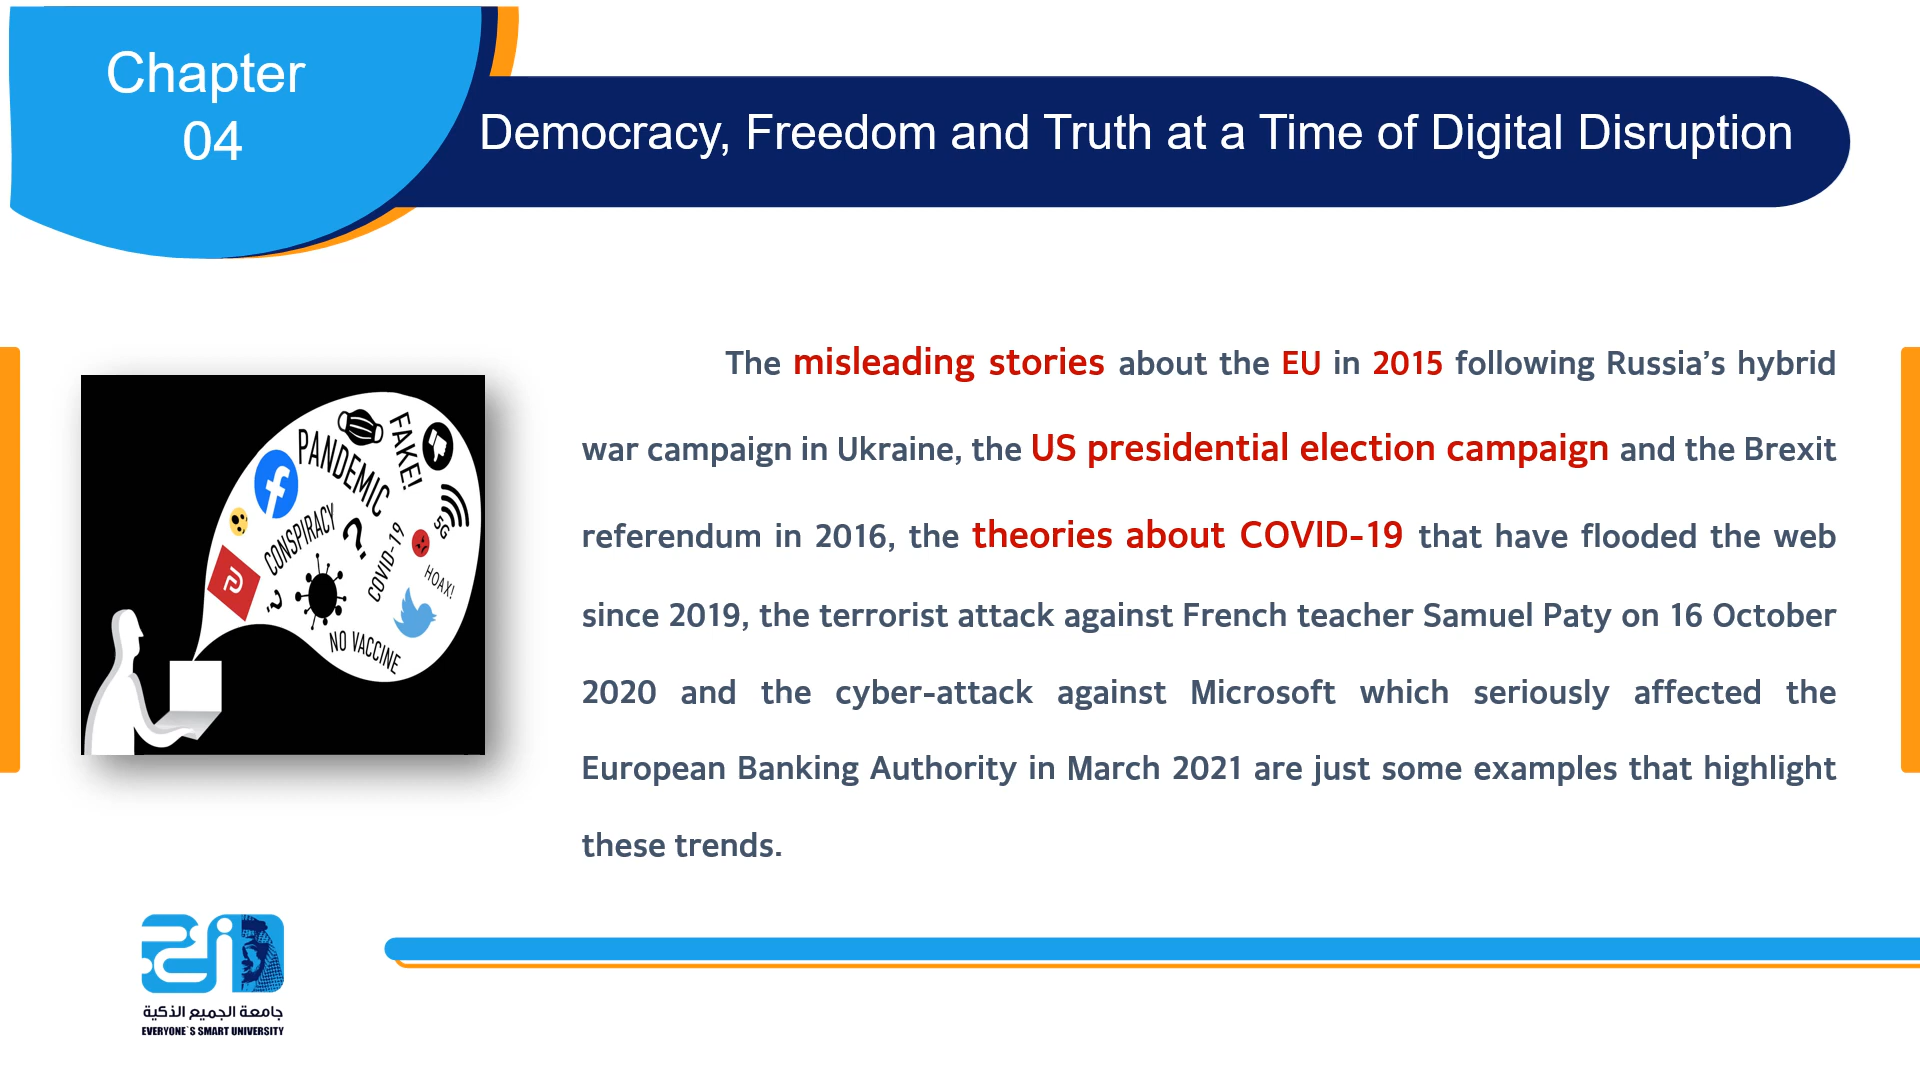 Chapter
04
Democracy, Freedom and Truth at a Time of Digital Disruption
The misleading stories about the EU in 2015 following Russia’s hybrid
war campaign in Ukraine, the US presidential election campaign and the Brexit
referendum in 2016, the theories about COVID-19 that have flooded the web
since 2019, the terrorist attack against French teacher Samuel Paty on 16 October
2020 and the cyber-attack against Microsoft which seriously affected the
European Banking Authority in March 2021 are just some examples that highlight
these trends.
PANDEMIC
FAKE!
5G
CONSPIRACY
?
COVID-19
HOAX!
?
NO VACCINE
جامعة الجميع الذكية
EVERYONE`S SMART UNIVERSITY